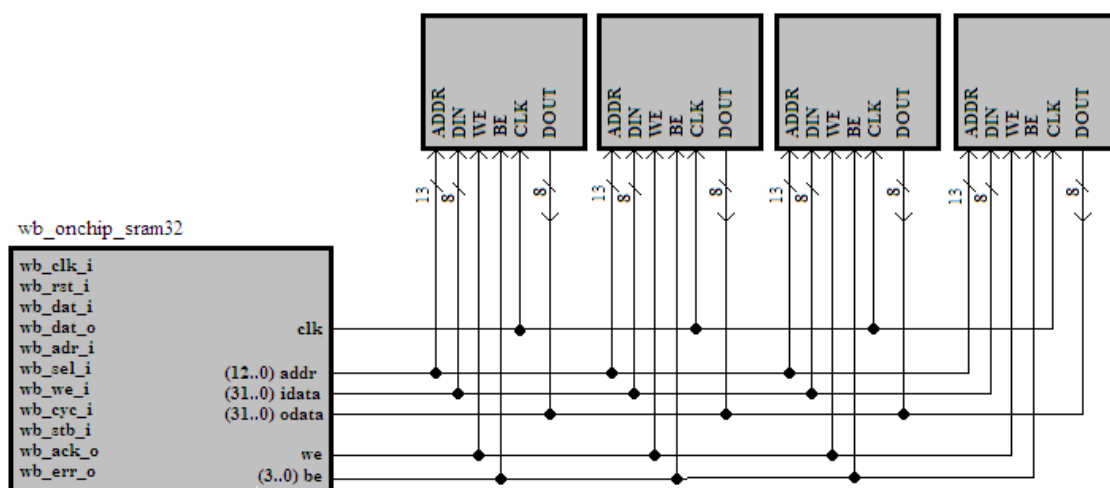 ADDR DIN WE BE CLK DOUT
ADDR DIN WE BE CLK DOUT
ADDR DIN WE BE CLK DOUT
ADDR DIN WE BE CLK DOUT
13 8 8
13 8 8
13 8 8
13 8 8
wb_onchip_sram32
wb_clk_i
wb_rst_i
wb_dat_i
wb_dat_o
clk
wb_adr_i
wb_sel_i
(12..0) addr
wb_we_i
(31..0) idata
wb_cyc_i
(31..0) odata
wb_stb_i
wb_ack_o
we
wb_err_o
(3..0) be